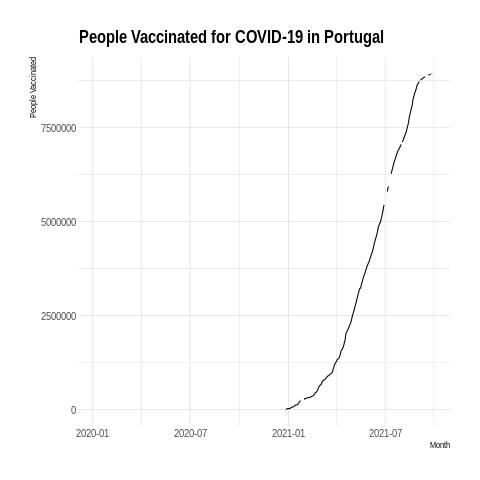 People Vaccinated for COVID-19 in Portugal
People Vaccinated
7500000
5000000
2500000
0
2020-01 2020-07 2021-01 2021-07
Month